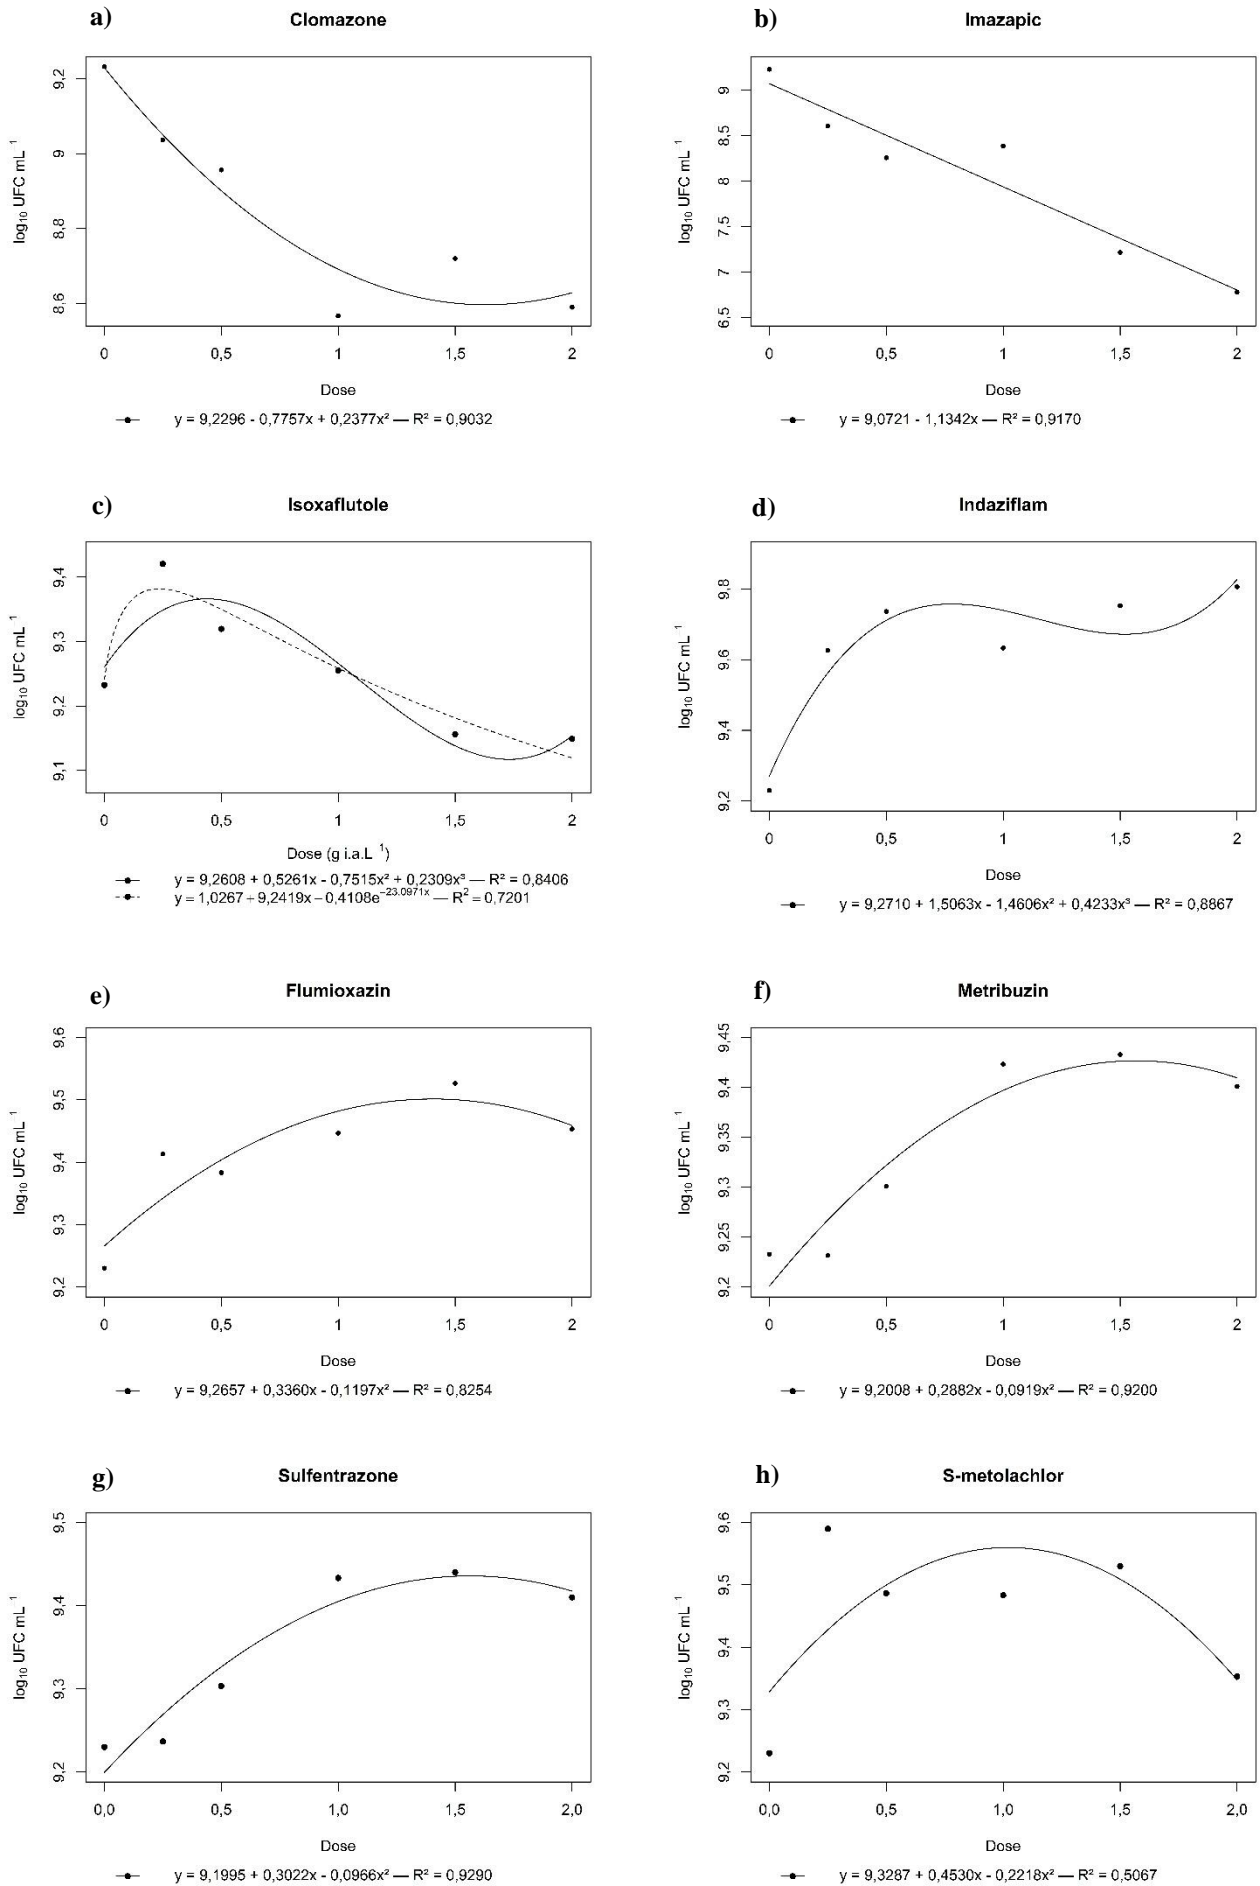 a) Clomazone
log₁₀ UFC mL ⁻¹
9,2
9
8,8
8,6
0 0,5 1 1,5 2
Dose
y = 9,2296 - 0,7757x + 0,2377x² — R² = 0,9032
b) Imazapic
log₁₀ UFC mL ⁻¹
9
8,5
8
7,5
7
6,5
0 0,5 1 1,5 2
Dose
y = 9,0721 - 1,1342x — R² = 0,9170
c) Isoxaflutole
log₁₀ UFC mL ⁻¹
9,4
9,3
9,2
9,1
0 0,5 1 1,5 2
Dose (g i.a.L ⁻¹)
y = 9,2608 + 0,5261x - 0,7515x² + 0,2309x³ — R² = 0,8406
y = 1,0267 + 9,2419x − 0,4108e⁻²³·⁰⁹⁷¹ˣ — R² = 0,7201
d) Indaziflam
log₁₀ UFC mL ⁻¹
9,8
9,6
9,4
9,2
0 0,5 1 1,5 2
Dose
y = 9,2710 + 1,5063x - 1,4606x² + 0,4233x³ — R² = 0,8867
e) Flumioxazin
log₁₀ UFC mL ⁻¹
9,6
9,5
9,4
9,3
9,2
0 0,5 1 1,5 2
Dose
y = 9,2657 + 0,3360x - 0,1197x² — R² = 0,8254
f) Metribuzin
log₁₀ UFC mL ⁻¹
9,45
9,4
9,35
9,3
9,25
9,2
0 0,5 1 1,5 2
Dose
y = 9,2008 + 0,2882x - 0,0919x² — R² = 0,9200
g) Sulfentrazone
log₁₀ UFC mL ⁻¹
9,5
9,4
9,3
9,2
0,0 0,5 1,0 1,5 2,0
Dose
y = 9,1995 + 0,3022x - 0,0966x² — R² = 0,9290
h) S-metolachlor
log₁₀ UFC mL ⁻¹
9,6
9,5
9,4
9,3
9,2
0,0 0,5 1,0 1,5 2,0
Dose
y = 9,3287 + 0,4530x - 0,2218x² — R² = 0,5067